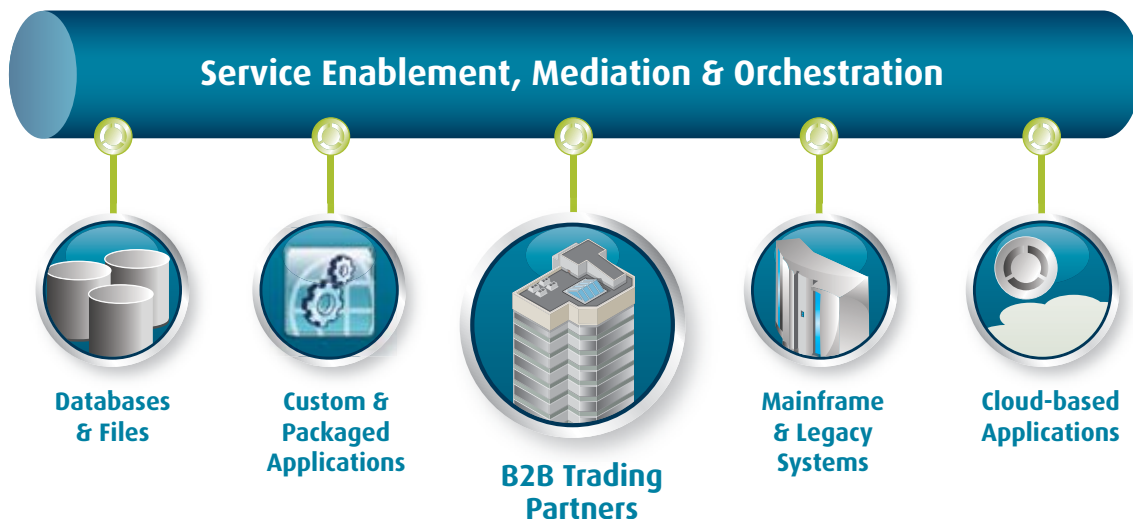 Service Enablement, Mediation & Orchestration
Databases
& Files
Custom &
Packaged
Applications
B2B Trading
Partners
Mainframe
& Legacy
Systems
Cloud-based
Applications